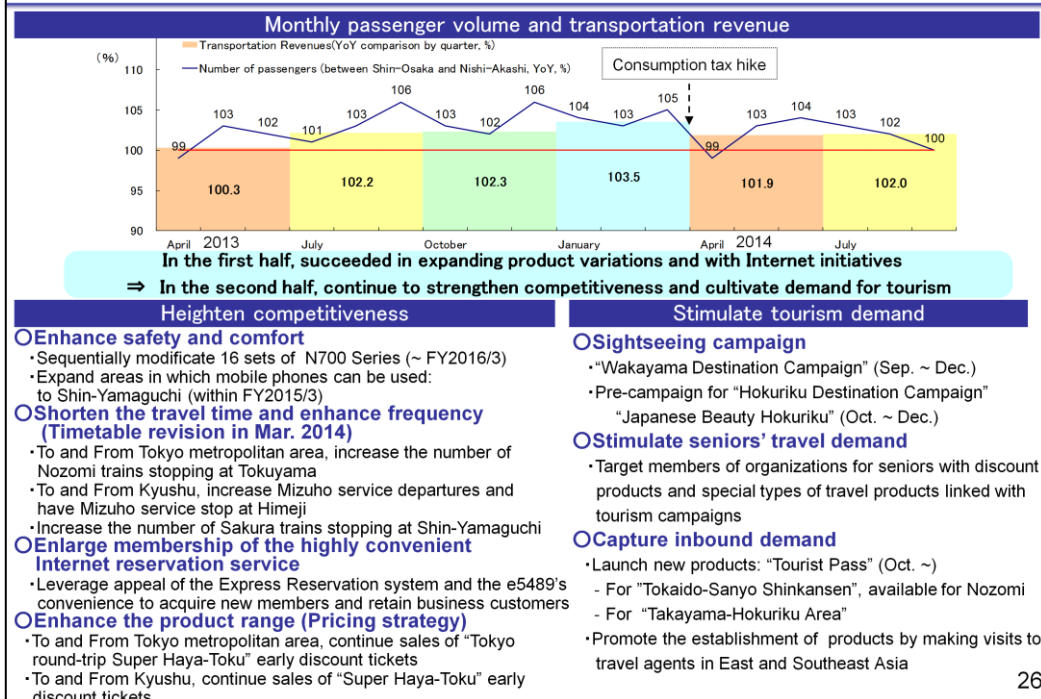 Monthly passenger volume and transportation revenue
Transportation Revenues(YoY comparison by quarter, %)
(%)
Number of passengers (between Shin-Osaka and Nishi-Akashi, YoY, %)
Consumption tax hike
110
105
100
95
90
99
103
102
101
103
106
103
102
106
104
103
105
99
103
104
103
102
100
100.3
102.2
102.3
103.5
101.9
102.0
April 2013 July October January April 2014 July
In the first half, succeeded in expanding product variations and with Internet initiatives
⇒ In the second half, continue to strengthen competitiveness and cultivate demand for tourism
Heighten competitiveness
○Enhance safety and comfort
・Sequentially modificate 16 sets of N700 Series (~ FY2016/3)
・Expand areas in which mobile phones can be used:
to Shin-Yamaguchi (within FY2015/3)
○Shorten the travel time and enhance frequency
(Timetable revision in Mar. 2014)
・To and From Tokyo metropolitan area, increase the number of
Nozomi trains stopping at Tokuyama
・To and From Kyushu, increase Mizuho service departures and
have Mizuho service stop at Himeji
・Increase the number of Sakura trains stopping at Shin-Yamaguchi
○Enlarge membership of the highly convenient
Internet reservation service
・Leverage appeal of the Express Reservation system and the e5489's
convenience to acquire new members and retain business customers
○Enhance the product range (Pricing strategy)
・To and From Tokyo metropolitan area, continue sales of "Tokyo
round-trip Super Haya-Toku" early discount tickets
・To and From Kyushu, continue sales of "Super Haya-Toku" early
discount tickets
Stimulate tourism demand
○Sightseeing campaign
・"Wakayama Destination Campaign" (Sep. ~ Dec.)
・Pre-campaign for "Hokuriku Destination Campaign"
"Japanese Beauty Hokuriku" (Oct. ~ Dec.)
○Stimulate seniors' travel demand
・Target members of organizations for seniors with discount
products and special types of travel products linked with
tourism campaigns
○Capture inbound demand
・Launch new products: "Tourist Pass" (Oct. ~)
- For "Tokaido-Sanyo Shinkansen", available for Nozomi
- For "Takayama-Hokuriku Area"
・Promote the establishment of products by making visits to
travel agents in East and Southeast Asia
26